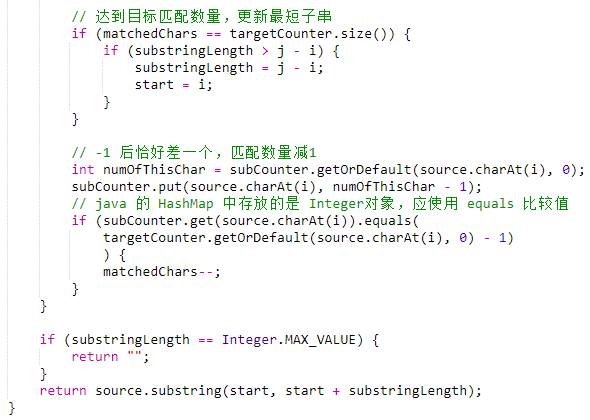 // 达到目标匹配数量，更新最短子串
if (matchedChars == targetCounter.size()) {
if (substringLength > j - i) {
substringLength = j - i;
start = i;
}
}
// -1 后恰好差一个，匹配数量减1
int numOfThisChar = subCounter.getOrDefault(source.charAt(i), 0);
subCounter.put(source.charAt(i), numOfThisChar - 1);
// java 的 HashMap 中存放的是 Integer对象，应使用 equals 比较值
if (subCounter.get(source.charAt(i)).equals(
targetCounter.getOrDefault(source.charAt(i), 0) - 1)
) {
matchedChars--;
}
}
if (substringLength == Integer.MAX_VALUE) {
return "";
}
return source.substring(start, start + substringLength);
}